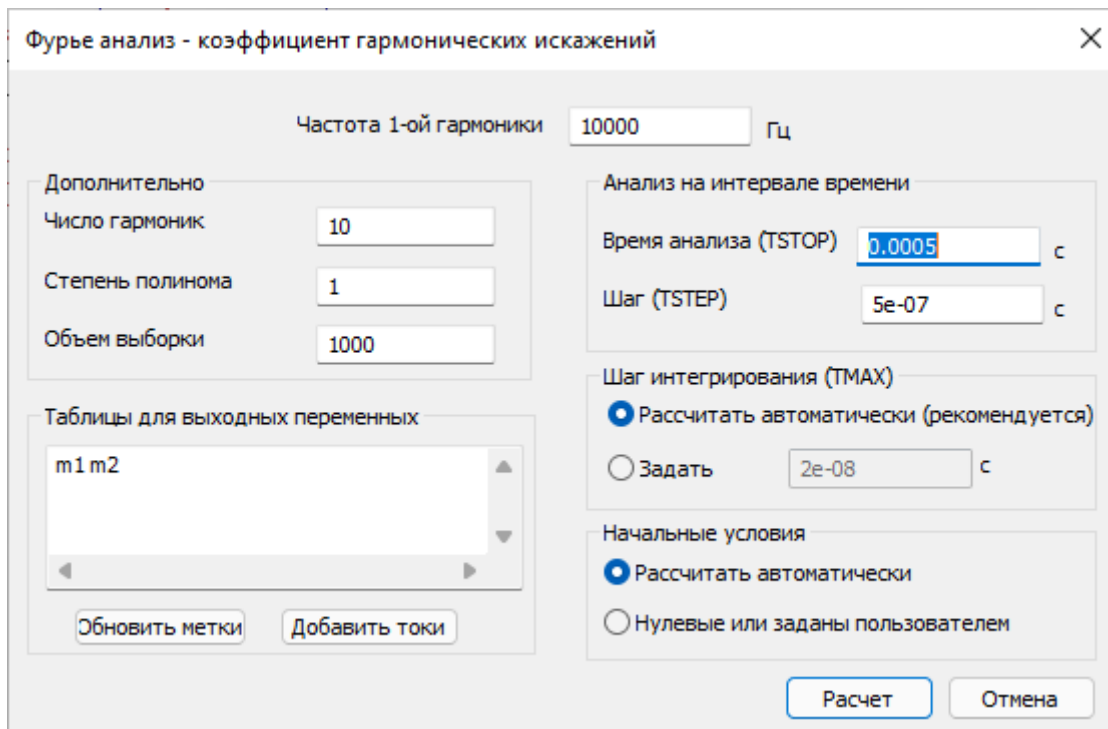 Фурье анализ - коэффициент гармонических искажений
Частота 1-ой гармоники 10000 Гц
Дополнительно
Число гармоник 10
Степень полинома 1
Объем выборки 1000
Таблицы для выходных переменных
m1 m2
Обновить метки Добавить токи
Анализ на интервале времени
Время анализа (TSTOP) 0.0005 с
Шаг (TSTEP) 5e-07 с
Шаг интегрирования (TMAX)
Рассчитать автоматически (рекомендуется)
Задать 2e-08 с
Начальные условия
Рассчитать автоматически
Нулевые или заданы пользователем
Расчет Отмена